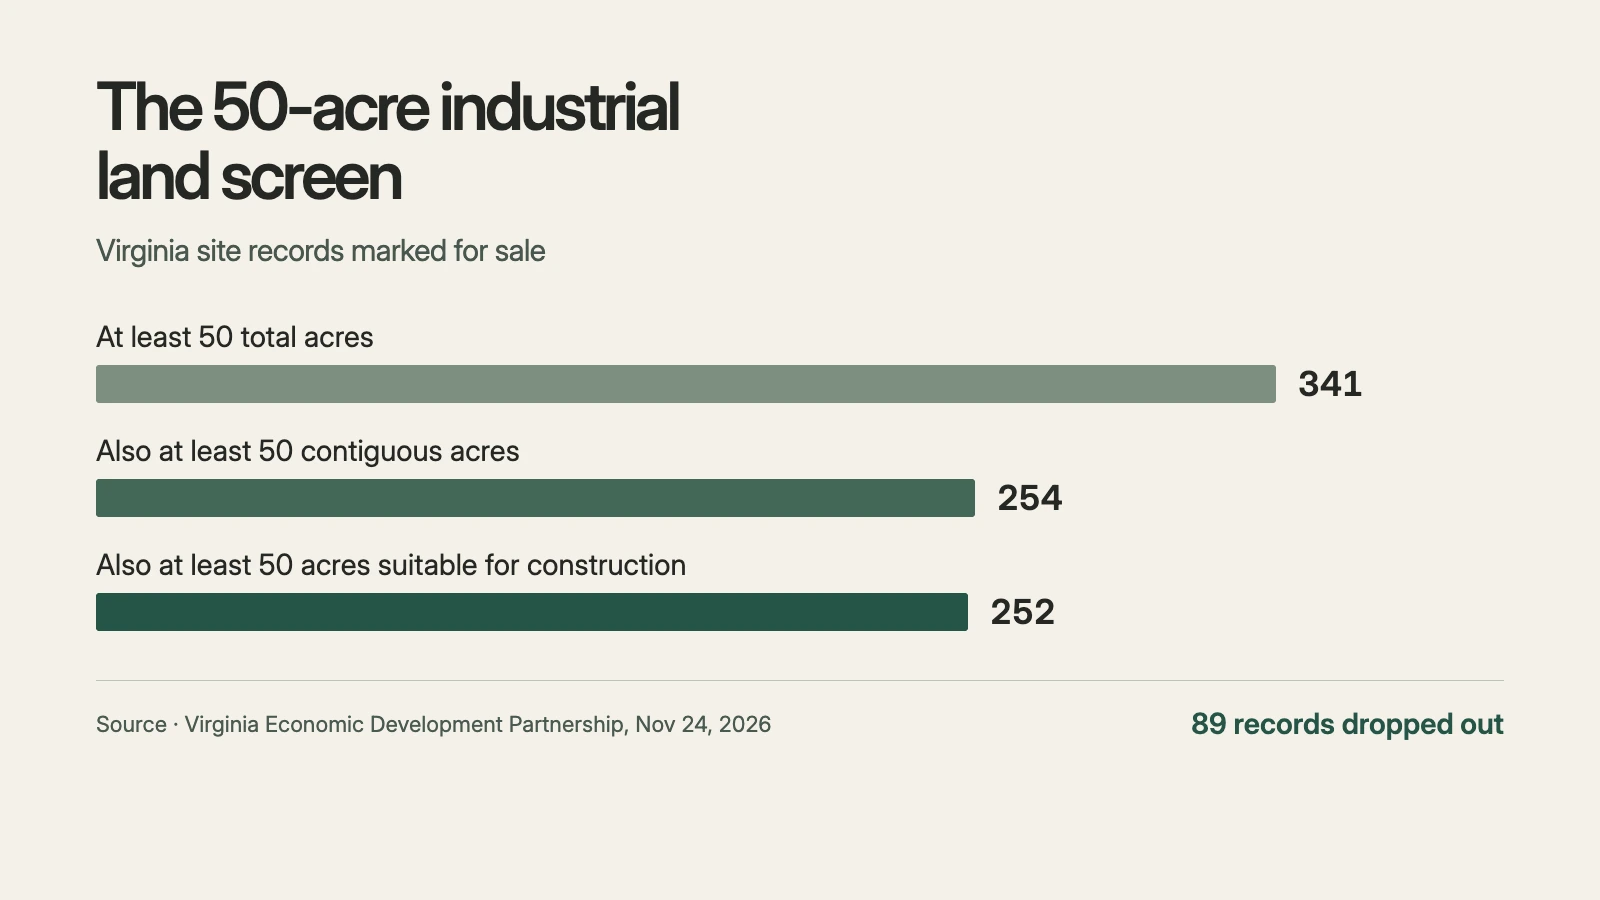 The 50-acre industrial
land screen
Virginia site records marked for sale
At least 50 total acres
341
Also at least 50 contiguous acres
254
Also at least 50 acres suitable for construction
252
Source · Virginia Economic Development Partnership, Nov 24, 2026
89 records dropped out